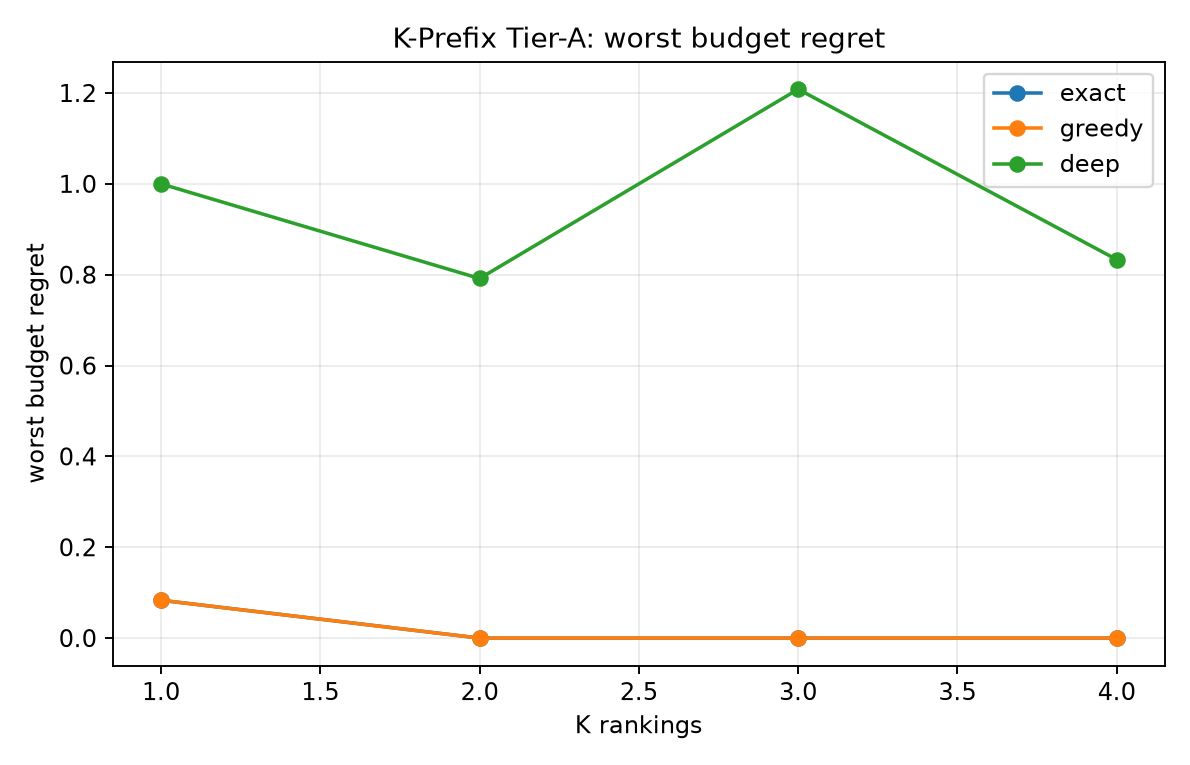 K-Prefix Tier-A: worst budget regret
exact
greedy
deep
worst budget regret
1.2
1.0
0.8
0.6
0.4
0.2
0.0
1.0 1.5 2.0 2.5 3.0 3.5 4.0
K rankings